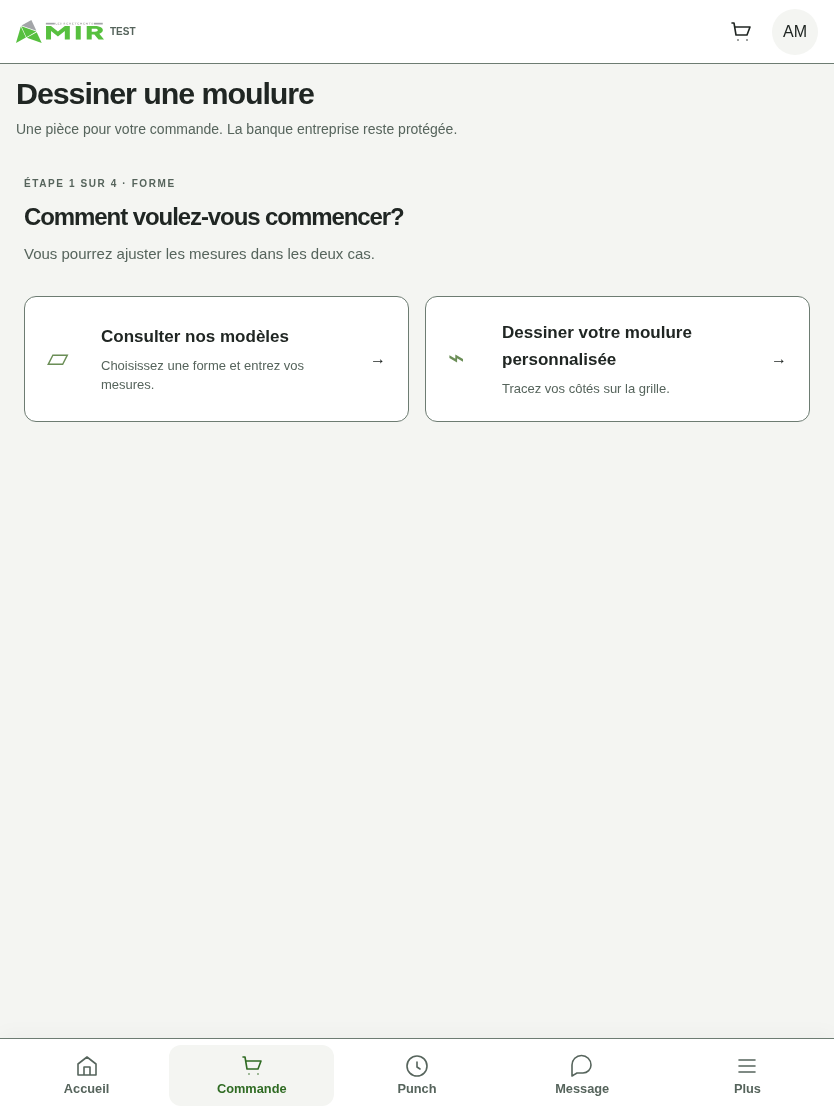 AMIR TEST
AM
Dessiner une moulure
Une pièce pour votre commande. La banque entreprise reste protégée.
ÉTAPE 1 SUR 4 · FORME
Comment voulez-vous commencer?
Vous pourrez ajuster les mesures dans les deux cas.
Consulter nos modèles
Choisissez une forme et entrez vos
mesures.
→
Dessiner votre moulure
personnalisée
Tracez vos côtés sur la grille.
→
Accueil
Commande
Punch
Message
Plus